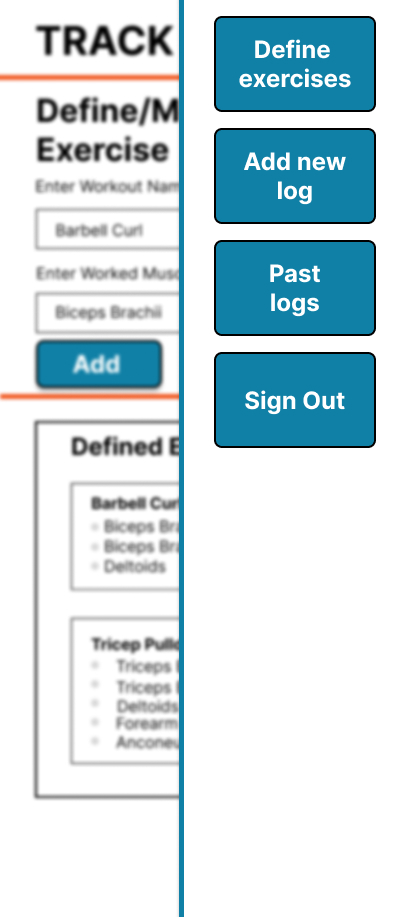 TRACK
Define/M
Exercise
Enter Workout Nam
Barbell Curl
Enter Worked Musc
Biceps Brachii
Add
Defined E
Barbell Cur
Biceps Bra
Biceps Bra
Deltoids
Tricep Pullo
Triceps
Triceps
Deltoids
Forearm
Anconeu
Define
exercises
Add new
log
Past
logs
Sign Out